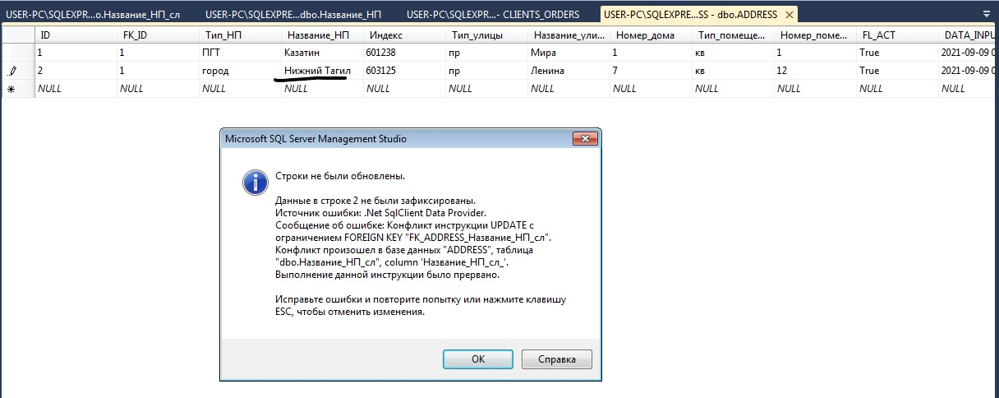 USER-PC\SQLEXPRE...o.Название_НП_сл USER-PC\SQLEXPR...dbo.Название_НП USER-PC\SQLEXPR...- CLIENTS_ORDERS USER-PC\SQLEXPRE...SS - dbo.ADDRESS
ID FK_ID Тип_НП Название_НП Индекс Тип_улицы Название_ули... Номер_дома Тип_помеще... Номер_поме... FL_ACT DATA_INPU
1 1 ПГТ Казатин 601238 пр Мира 1 кв 1 True 2021-09-09 0
2 1 город Нижний Тагил 603125 пр Ленина 7 кв 12 True 2021-09-09 0
NULL NULL NULL NULL NULL NULL NULL NULL NULL NULL NULL NULL
Microsoft SQL Server Management Studio
Строки не были обновлены.
Данные в строке 2 не были зафиксированы.
Источник ошибки: .Net SqlClient Data Provider.
Сообщение об ошибке: Конфликт инструкции UPDATE с
ограничением FOREIGN KEY "FK_ADDRESS_Название_НП_сл".
Конфликт произошел в базе данных "ADDRESS", таблица
"dbo.Название_НП_сл", column 'Название_НП_сл_'.
Выполнение данной инструкции было прервано.
Исправьте ошибки и повторите попытку или нажмите клавишу
ESC, чтобы отменить изменения.
OK Справка